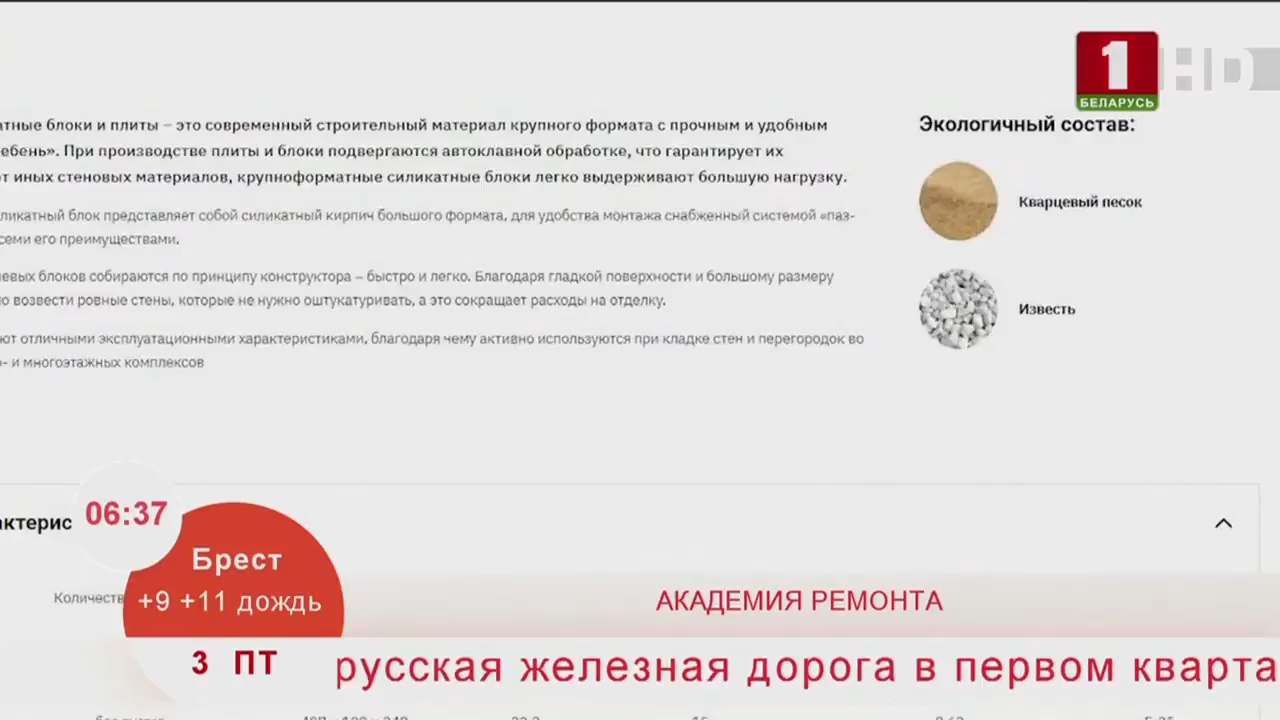 1
HD
БЕЛАРУСЬ
атные блоки и плиты – это современный строительный материал крупного формата с прочным и удобным
ебень». При производстве плиты и блоки подвергаются автоклавной обработке, что гарантирует их
от иных стеновых материалов, крупноформатные силикатные блоки легко выдерживают большую нагрузку.
ликатный блок представляет собой силикатный кирпич большого формата, для удобства монтажа снабженный системой «паз-
семи его преимуществами.
евых блоков собираются по принципу конструктора – быстро и легко. Благодаря гладкой поверхности и большому размеру
о возвести ровные стены, которые не нужно оштукатуривать, а это сокращает расходы на отделку.
ют отличными эксплуатационными характеристиками, благодаря чему активно используются при кладке стен и перегородок во
о- и многоэтажных комплексов
Экологичный состав:
Кварцевый песок
Известь
актерис
06:37
Количеств
Брест
+9 +11 дождь
АКАДЕМИЯ РЕМОНТА
3 ПТ
русская железная дорога в первом кварта